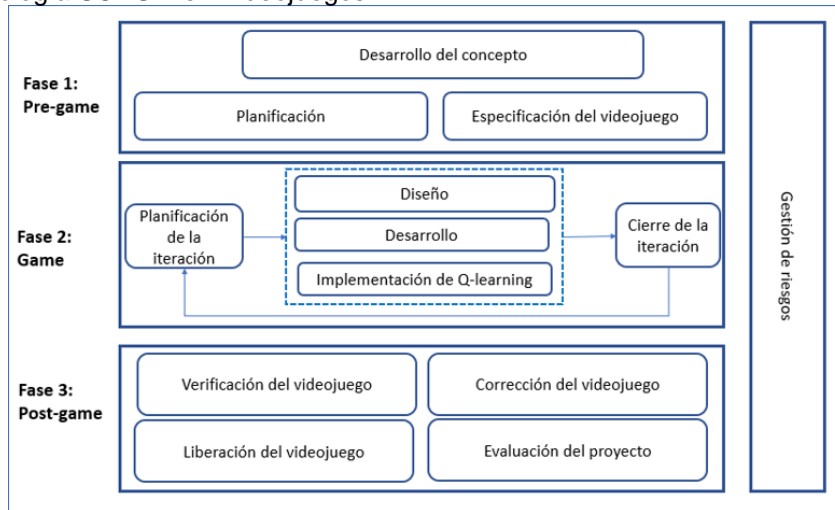 Desarrollo del concepto
Fase 1:
Pre-game
Planificación
Especificación del videojuego
Fase 2:
Game
Planificación
de la
iteración
Diseño
Desarrollo
Implementación de Q-learning
Cierre de la
iteración
Fase 3:
Post-game
Verificación del videojuego
Corrección del videojuego
Liberación del videojuego
Evaluación del proyecto
Gestión de riesgos